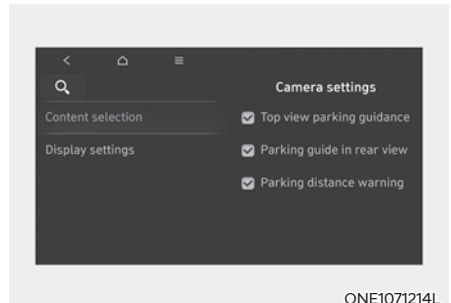 Camera settings
Content selection
Top view parking guidance
Display settings
Parking guide in rear view
Parking distance warning
ONE1071214L